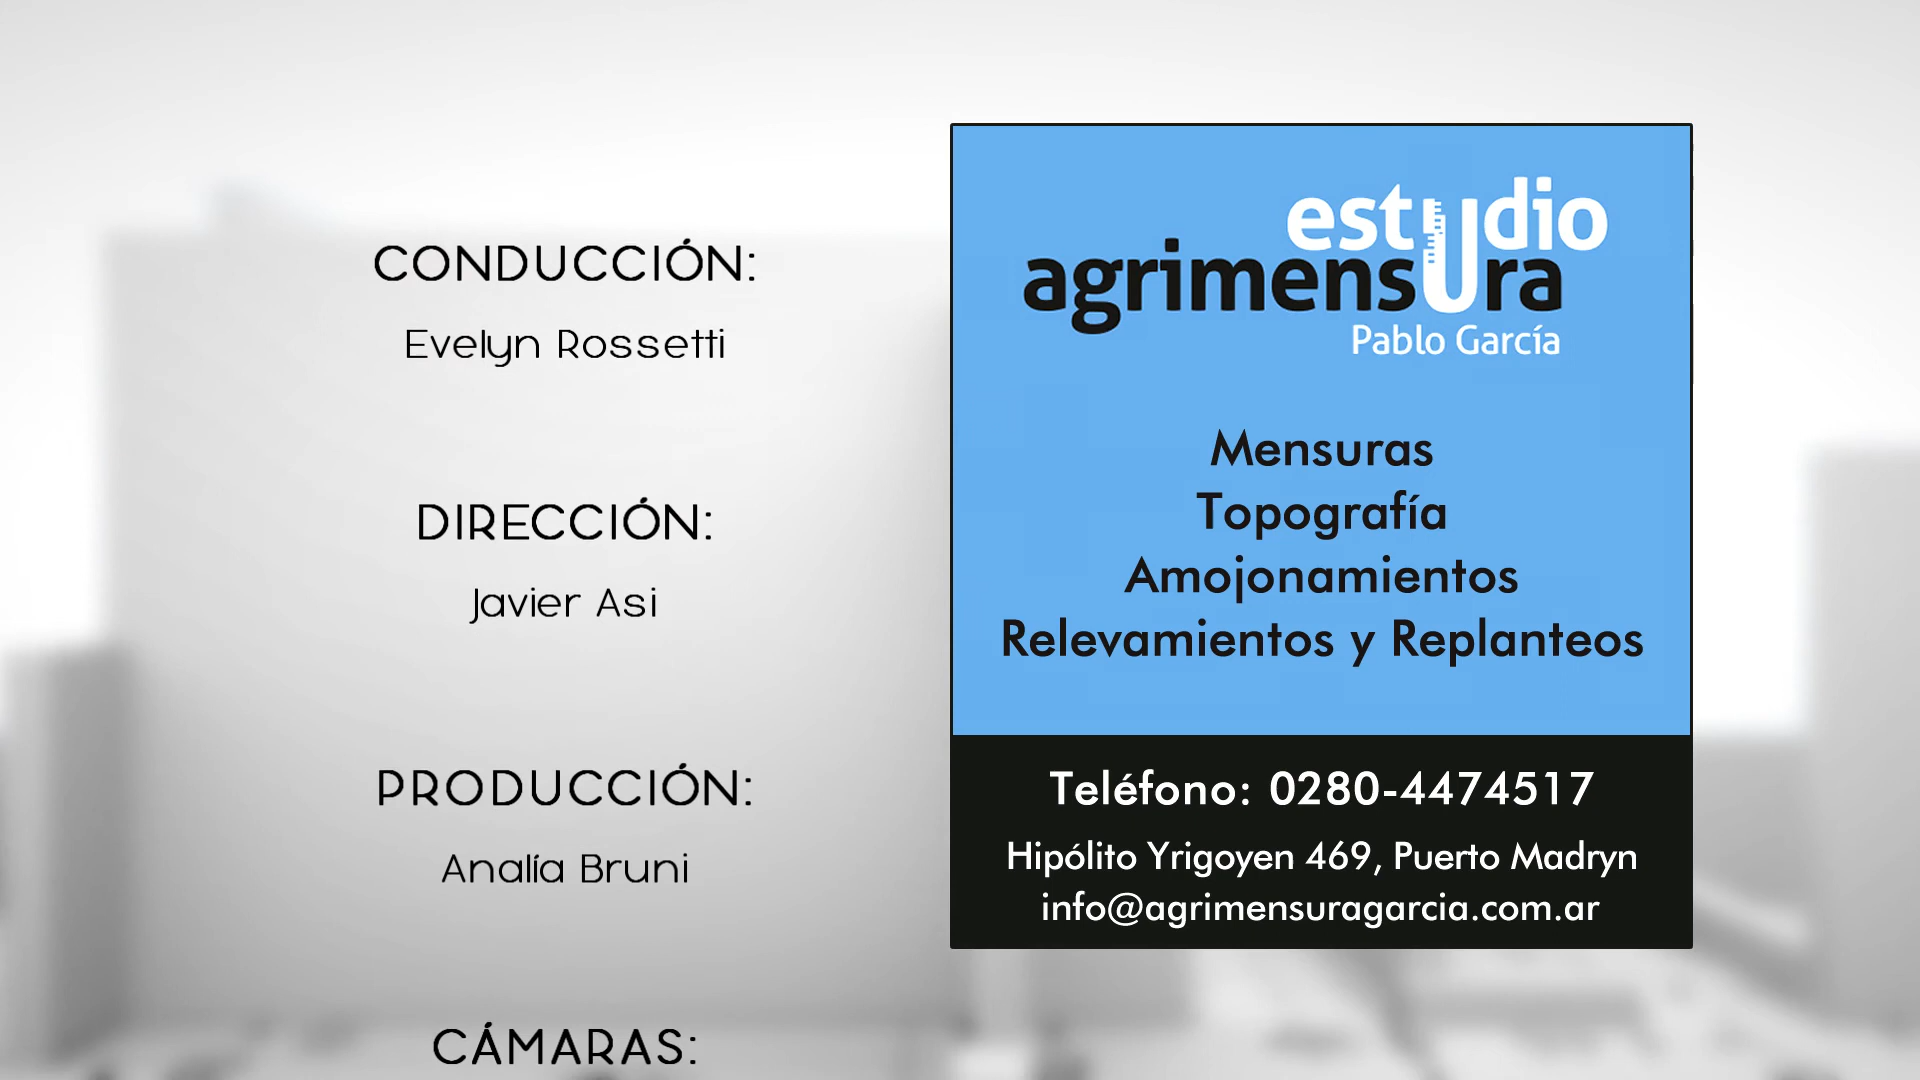 CONDUCCIÓN:
Evelyn Rossetti
DIRECCIÓN:
Javier Asi
PRODUCCIÓN:
Analía Bruni
CÁMARAS:
estudio
agrimensura
Pablo García
Mensuras
Topografía
Amojonamientos
Relevamientos y Replanteos
Teléfono: 0280-4474517
Hipólito Yrigoyen 469, Puerto Madryn
info@agrimensuragarcia.com.ar